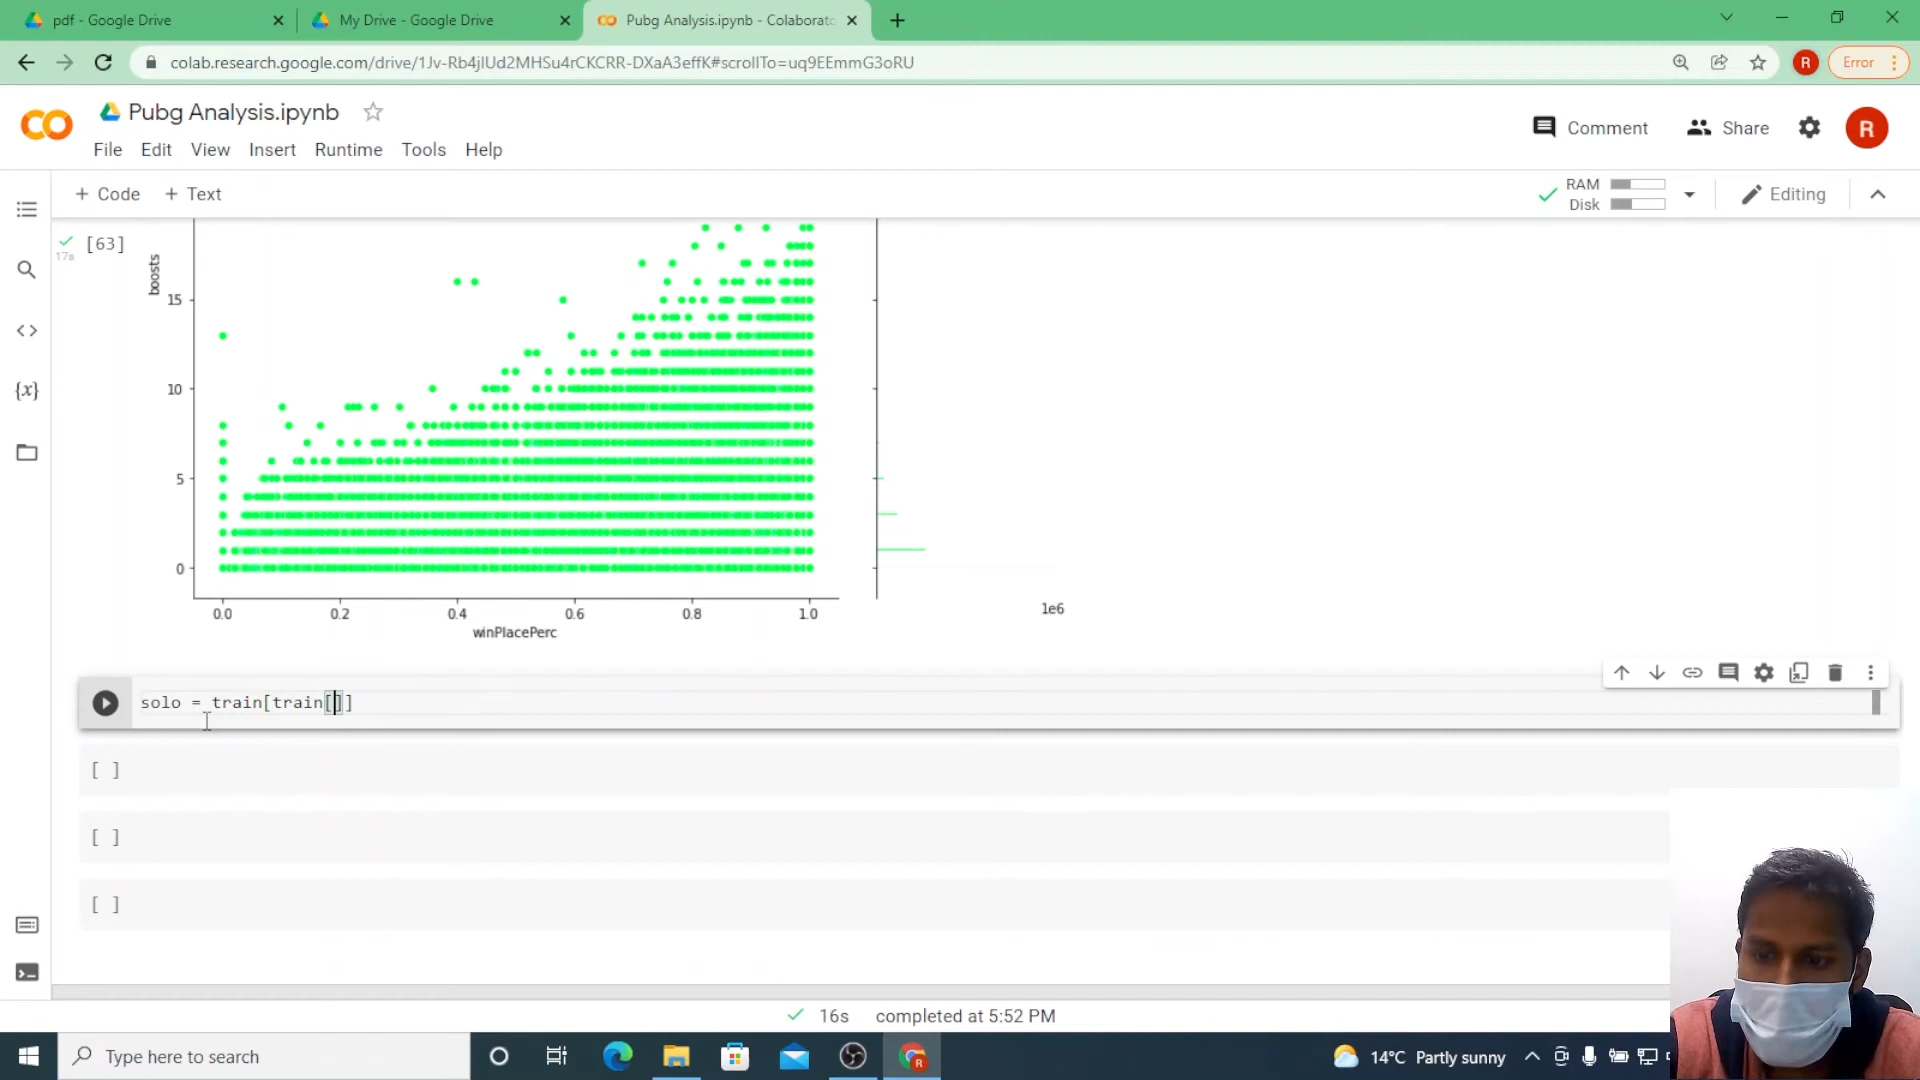 pdf - Google Drive
My Drive - Google Drive
Pubg Analysis.ipynb - Colaborato
colab.research.google.com/drive/1Jv-Rb4jlUd2MHSu4rCKCRR-DXaA3effK#scrollTo=uq9EEmmG3oRU
R
Error
Pubg Analysis.ipynb
File Edit View Insert Runtime Tools Help
Comment
Share
R
+ Code + Text
RAM
Disk
Editing
17s
[63]
boosts
15
10
5
0
0.0 0.2 0.4 0.6 0.8 1.0
1e6
winPlacePerc
solo = train[train[]]
[ ]
[ ]
[ ]
{x}
16s completed at 5:52 PM
Type here to search
14°C Partly sunny